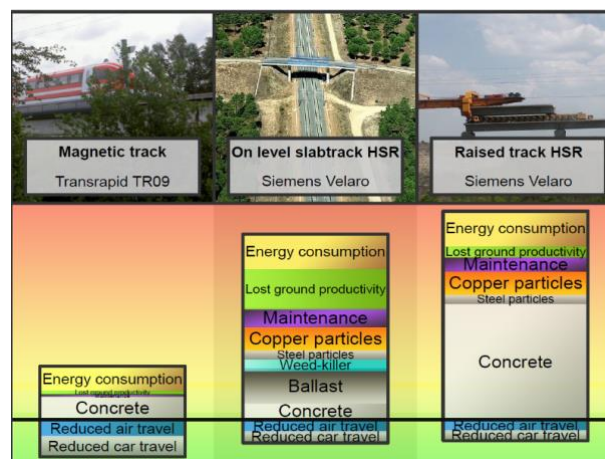 Magnetic track
Transrapid TR09
On level slabtrack HSR
Siemens Velaro
Raised track HSR
Siemens Velaro
Energy consumption
Lost ground productivity
Concrete
Reduced air travel
Reduced car travel
Energy consumption
Lost ground productivity
Maintenance
Copper particles
Steel particles
Weed-killer
Ballast
Concrete
Reduced air travel
Reduced car travel
Energy consumption
Lost ground productivity
Maintenance
Copper particles
Steel particles
Concrete
Reduced air travel
Reduced car travel